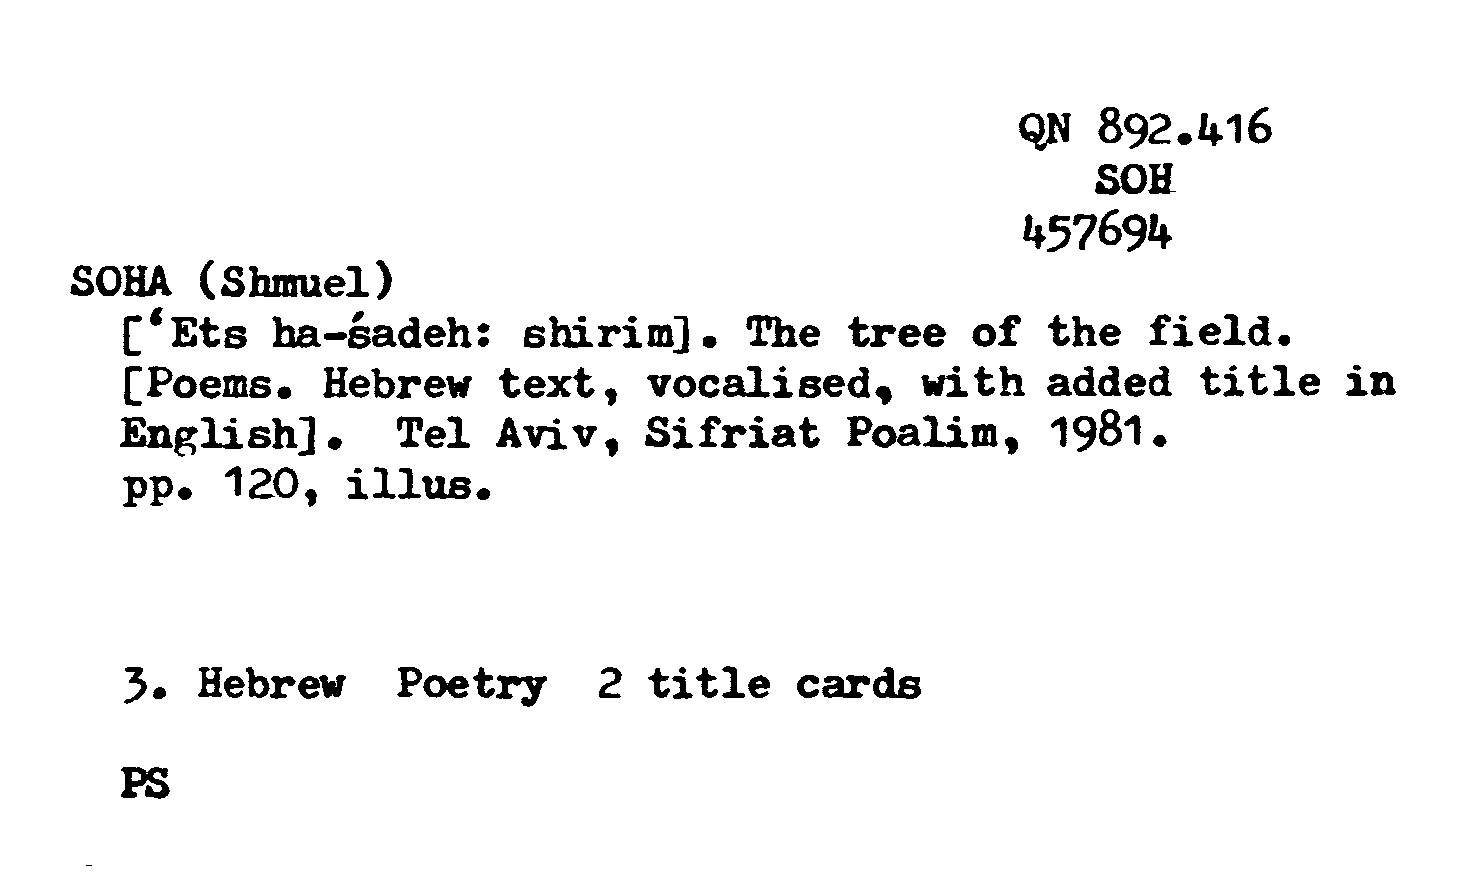 QN 892.416
SOH
457694
SOHA (Shmuel)
[‘Ets ha-śadeh: shirim]. The tree of the field.
[Poems. Hebrew text, vocalised, with added title in
English]. Tel Aviv, Sifriat Poalim, 1981.
pp. 120, illus.
3. Hebrew Poetry 2 title cards
PS